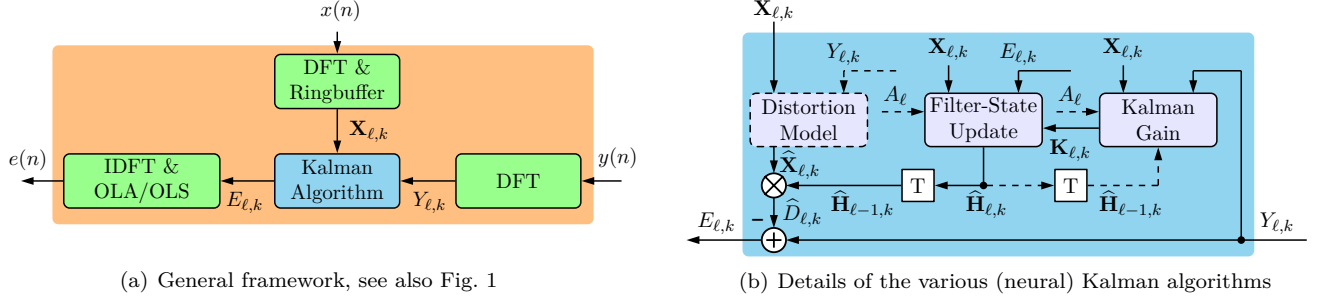 x(n)
DFT &
Ringbuffer
X_{ℓ,k}
e(n)
IDFT &
OLA/OLS
E_{ℓ,k}
Kalman
Algorithm
Y_{ℓ,k}
DFT
y(n)
(a) General framework, see also Fig. 1
X_{ℓ,k}
Y_{ℓ,k}
X_{ℓ,k}
E_{ℓ,k}
X_{ℓ,k}
Distortion
Model
A_ℓ
Filter-State
Update
A_ℓ
Kalman
Gain
K_{ℓ,k}
X̂_{ℓ,k}
T
T
Ĥ_{ℓ−1,k}
Ĥ_{ℓ,k}
Ĥ_{ℓ−1,k}
D̂_{ℓ,k}
−
E_{ℓ,k}
Y_{ℓ,k}
(b) Details of the various (neural) Kalman algorithms